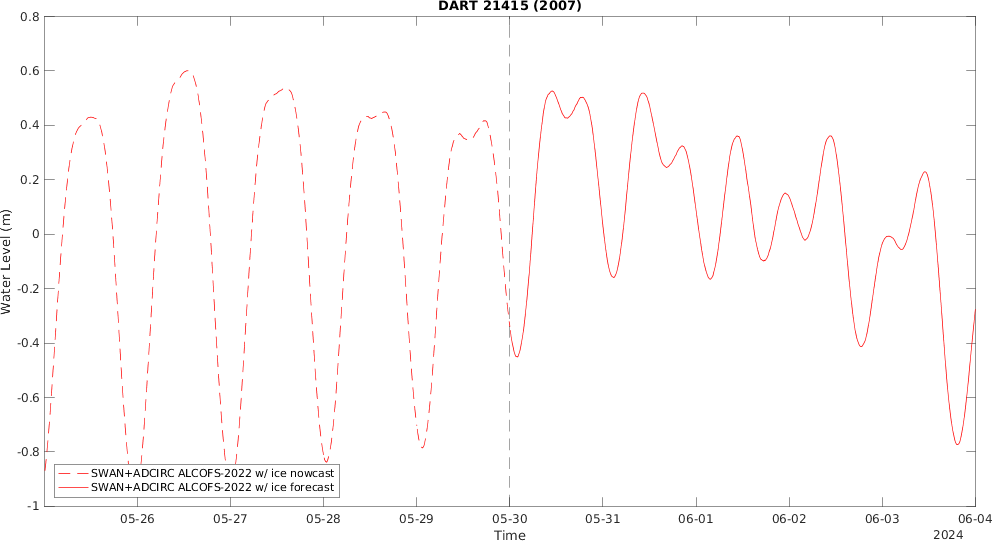 DART 21415 (2007)
0.8
0.6
0.4
0.2
0
-0.2
-0.4
-0.6
-0.8
-1
Water Level (m)
SWAN+ADCIRC ALCOFS-2022 w/ ice nowcast
SWAN+ADCIRC ALCOFS-2022 w/ ice forecast
05-26 05-27 05-28 05-29 05-30 05-31 06-01 06-02 06-03 06-04
Time
2024